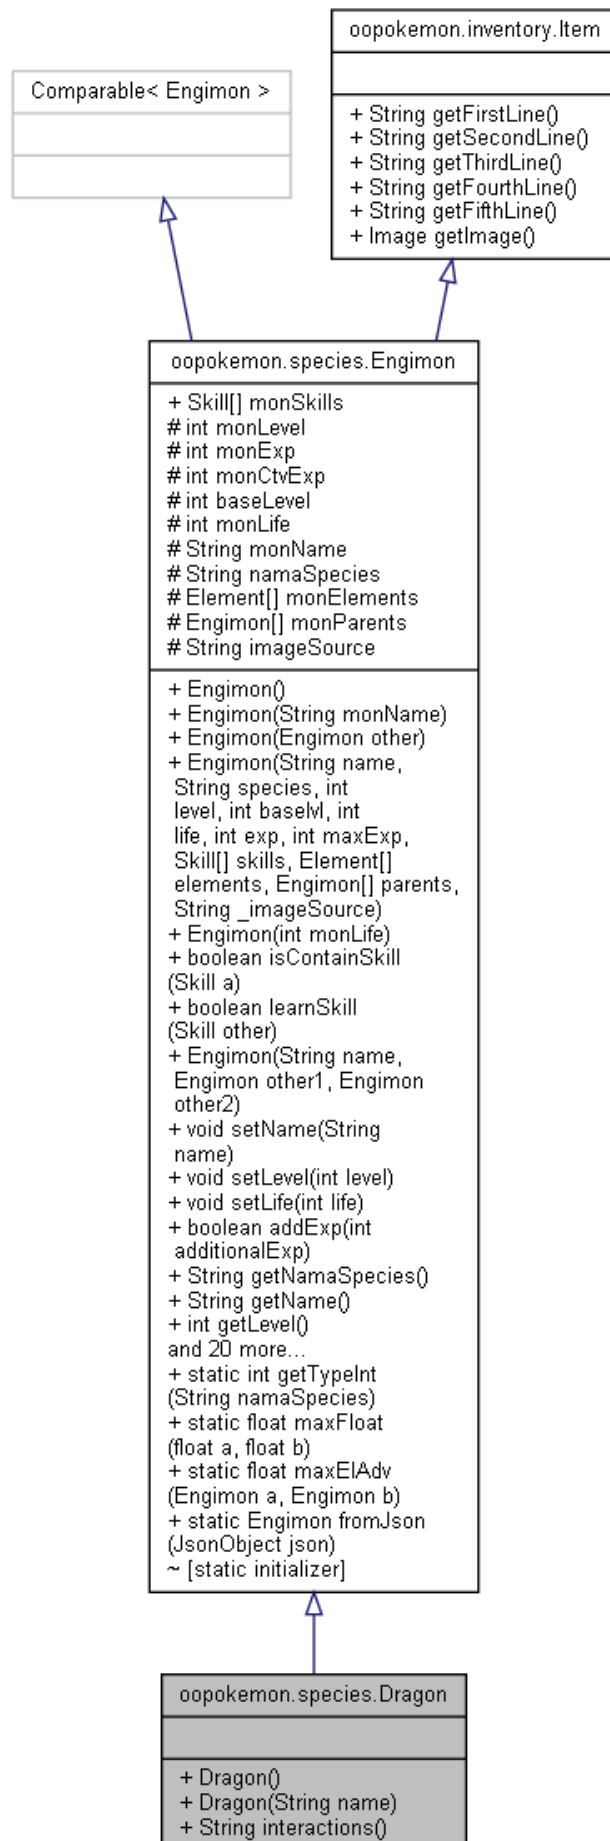 oopokemon.inventory.Item
+ String getFirstLine()
+ String getSecondLine()
+ String getThirdLine()
+ String getFourthLine()
+ String getFifthLine()
+ Image getImage()
Comparable< Engimon >
oopokemon.species.Engimon
+ Skill[] monSkills
# int monLevel
# int monExp
# int monCtvExp
# int baseLevel
# int monLife
# String monName
# String namaSpecies
# Element[] monElements
# Engimon[] monParents
# String imageSource
+ Engimon()
+ Engimon(String monName)
+ Engimon(Engimon other)
+ Engimon(String name,
String species, int
level, int baselvl, int
life, int exp, int maxExp,
Skill[] skills, Element[]
elements, Engimon[] parents,
String _imageSource)
+ Engimon(int monLife)
+ boolean isContainSkill
(Skill a)
+ boolean learnSkill
(Skill other)
+ Engimon(String name,
Engimon other1, Engimon
other2)
+ void setName(String
name)
+ void setLevel(int level)
+ void setLife(int life)
+ boolean addExp(int
additionalExp)
+ String getNamaSpecies()
+ String getName()
+ int getLevel()
and 20 more...
+ static int getTypeInt
(String namaSpecies)
+ static float maxFloat
(float a, float b)
+ static float maxElAdv
(Engimon a, Engimon b)
+ static Engimon fromJson
(JsonObject json)
~ [static initializer]
oopokemon.species.Dragon
+ Dragon()
+ Dragon(String name)
+ String interactions()